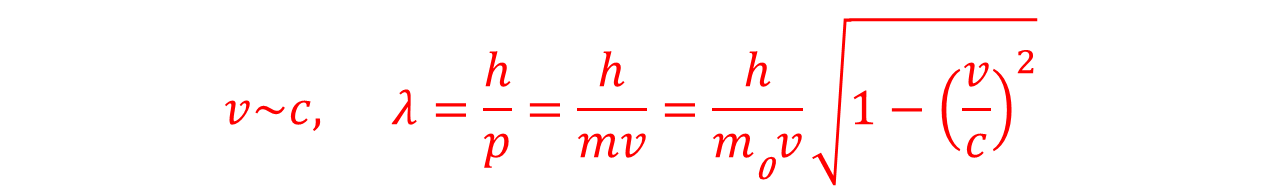 v~c, λ = h/p = h/mv = h/m₀v √(1 − (v/c)²)